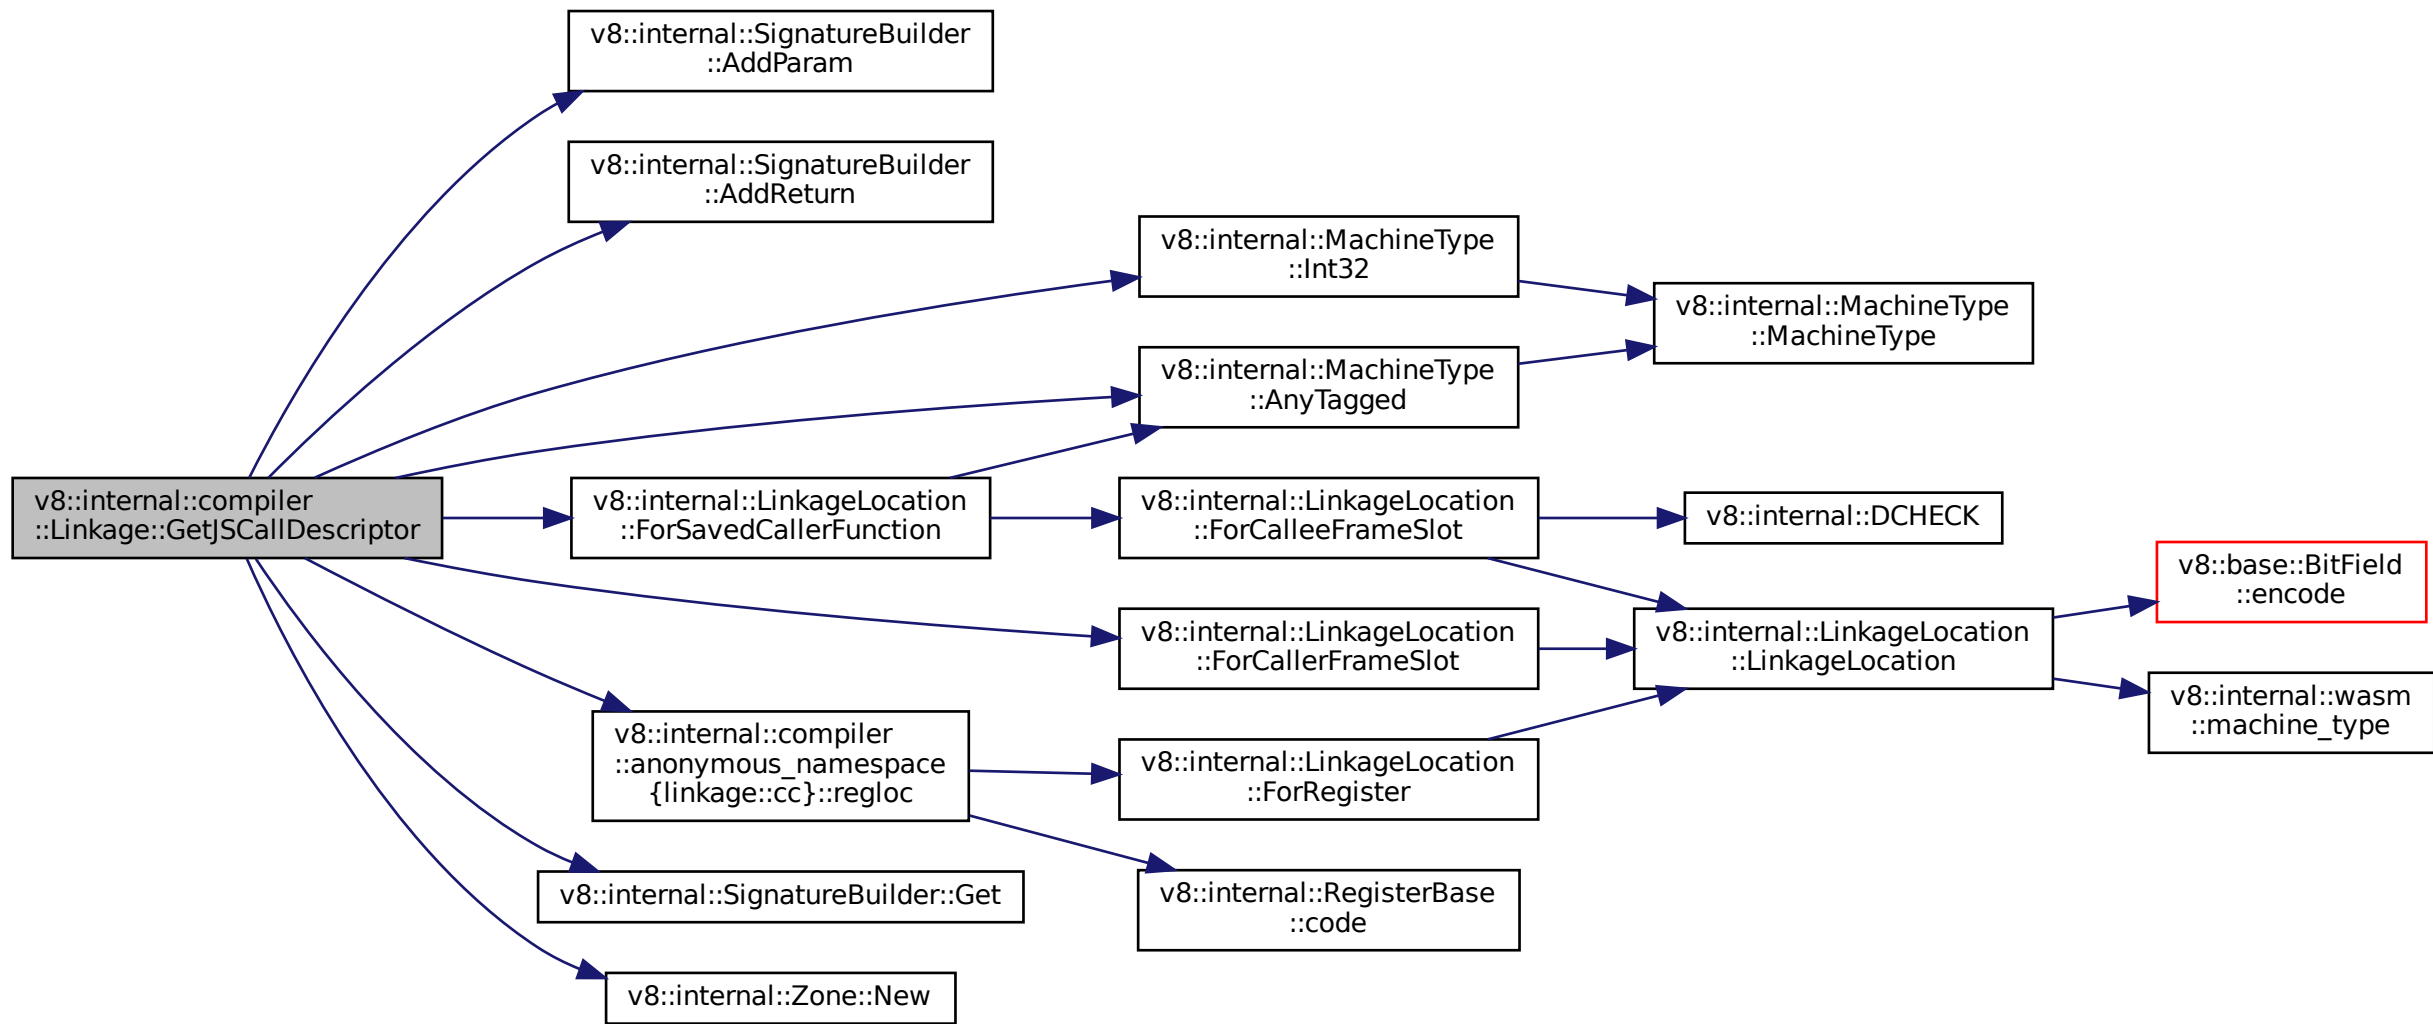 v8::internal::SignatureBuilder
::AddParam
v8::internal::SignatureBuilder
::AddReturn
v8::internal::MachineType
::Int32
v8::internal::MachineType
::MachineType
v8::internal::MachineType
::AnyTagged
v8::internal::compiler
::Linkage::GetJSCallDescriptor
v8::internal::LinkageLocation
::ForSavedCallerFunction
v8::internal::LinkageLocation
::ForCalleeFrameSlot
v8::internal::DCHECK
v8::base::BitField
::encode
v8::internal::LinkageLocation
::ForCallerFrameSlot
v8::internal::LinkageLocation
::LinkageLocation
v8::internal::wasm
::machine_type
v8::internal::compiler
::anonymous_namespace
{linkage::cc}::regloc
v8::internal::LinkageLocation
::ForRegister
v8::internal::SignatureBuilder::Get
v8::internal::RegisterBase
::code
v8::internal::Zone::New